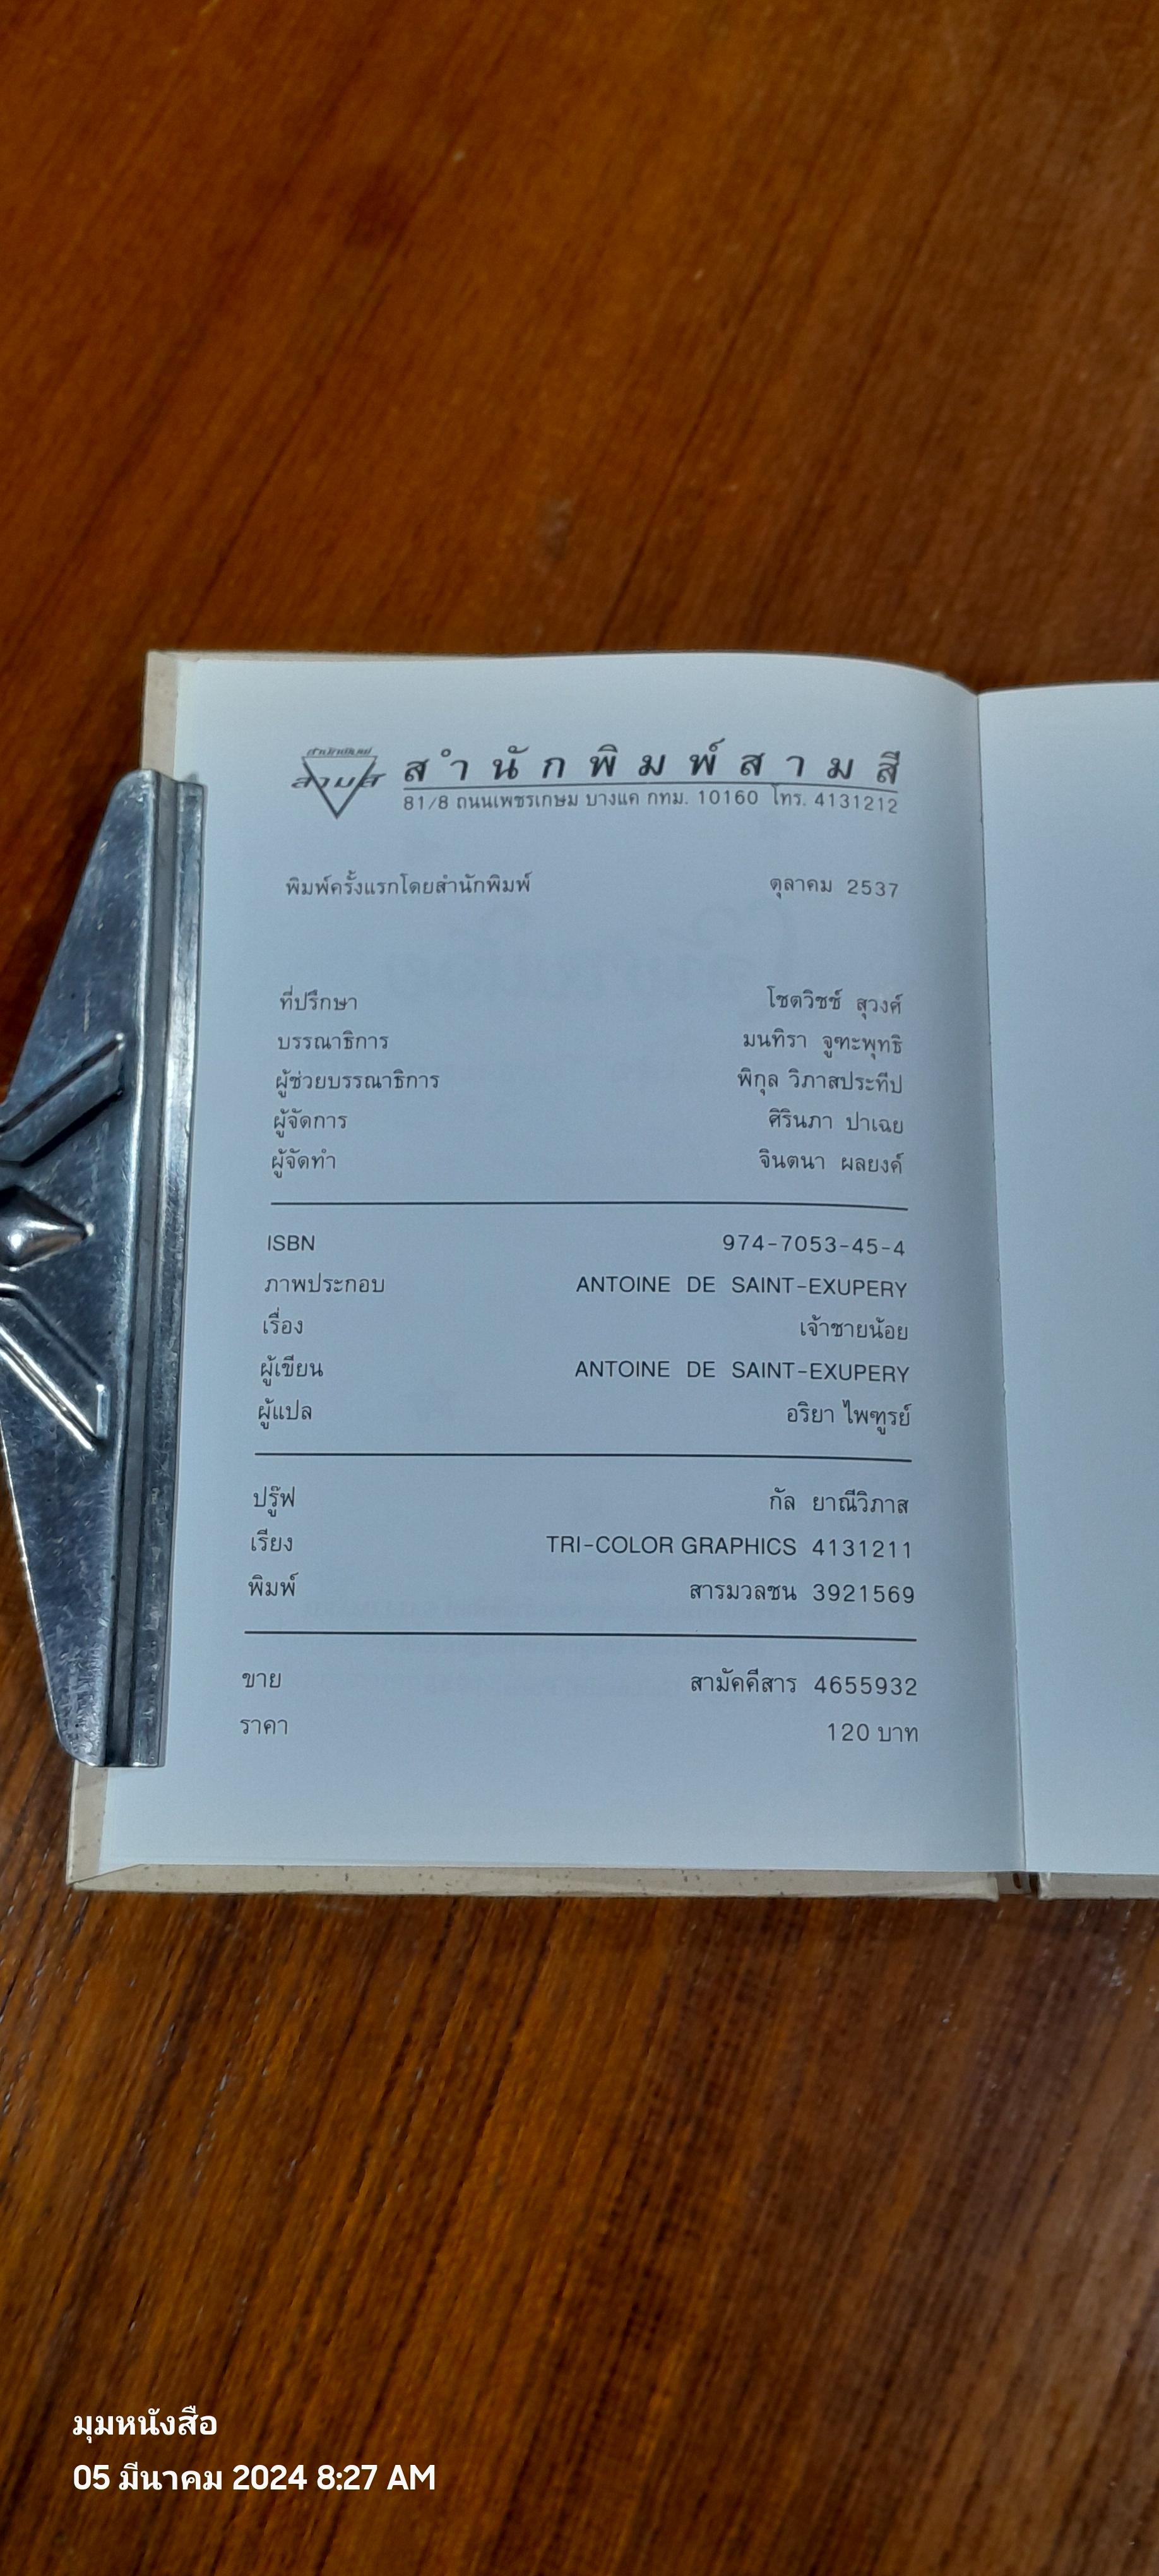 สำนักพิมพ์
สามสี
สำนักพิมพ์สามสี
81/8 ถนนเพชรเกษม บางแค กทม. 10160 โทร. 4131212
พิมพ์ครั้งแรกโดยสำนักพิมพ์ ตุลาคม 2537
ที่ปรึกษา โชตวิชช์ สุวงศ์
บรรณาธิการ มนทิรา จูฑะพุทธิ
ผู้ช่วยบรรณาธิการ พิกุล วิภาสประทีป
ผู้จัดการ ศิรินภา ปาเฉย
ผู้จัดทำ จินตนา ผลยงค์
ISBN 974-7053-45-4
ภาพประกอบ ANTOINE DE SAINT-EXUPERY
เรื่อง เจ้าชายน้อย
ผู้เขียน ANTOINE DE SAINT-EXUPERY
ผู้แปล อริยา ไพฑูรย์
ปรู๊ฟ กัล ยาณีวิภาส
เรียง TRI-COLOR GRAPHICS 4131211
พิมพ์ สารมวลชน 3921569
ขาย สามัคคีสาร 4655932
ราคา 120 บาท
มุมหนังสือ
05 มีนาคม 2024 8:27 AM